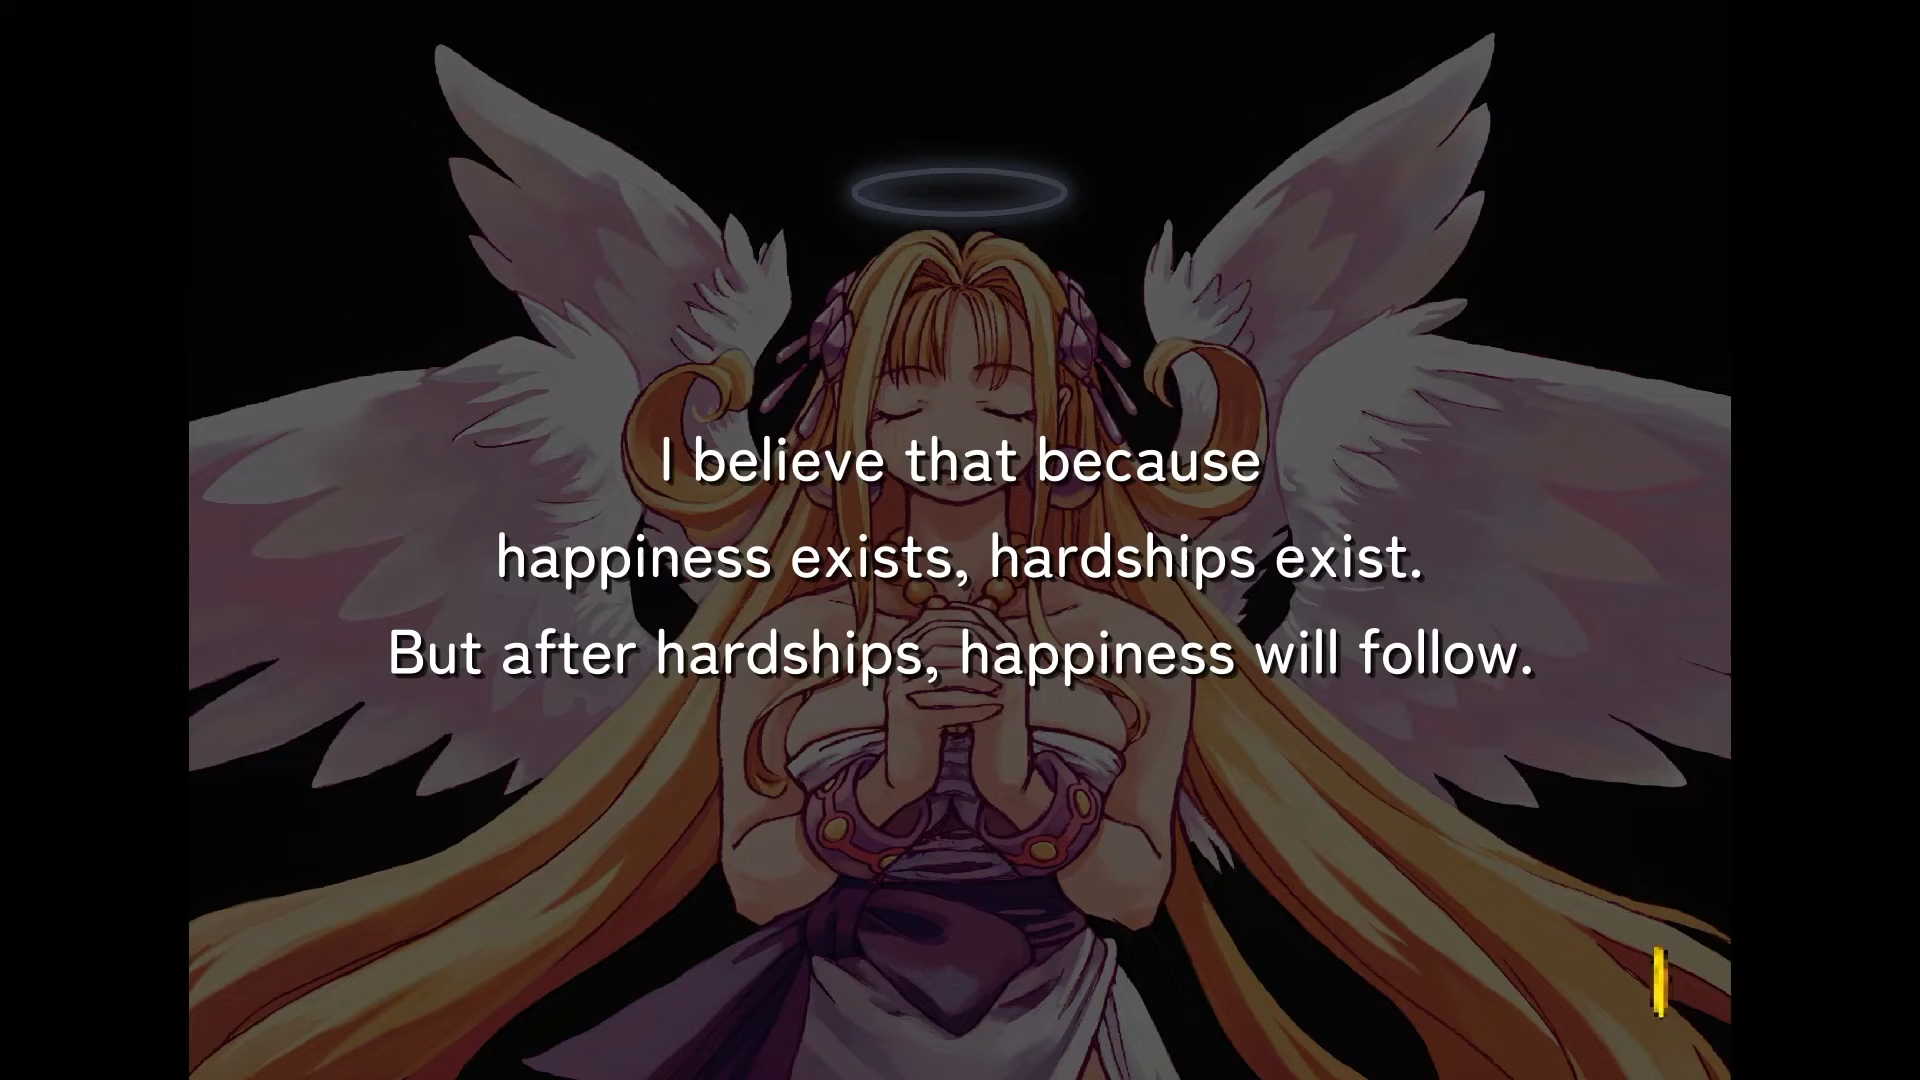 I believe that because
happiness exists, hardships exist.
But after hardships, happiness will follow.